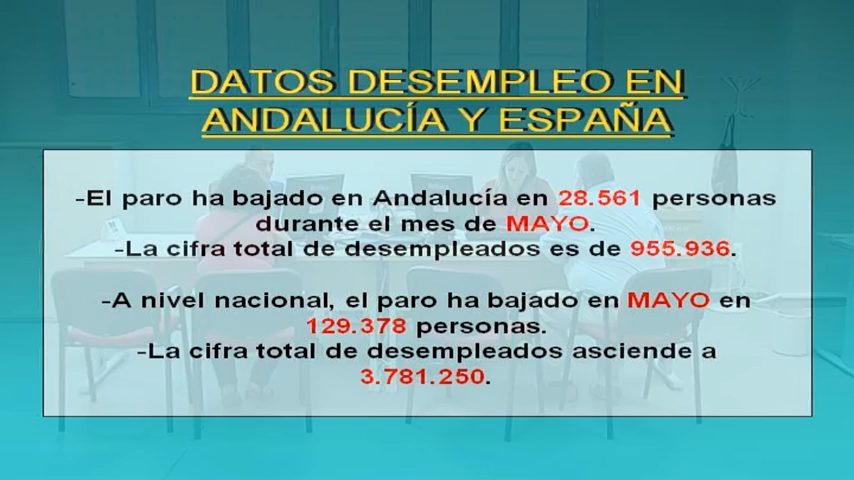 DATOS DESEMPLEO EN
ANDALUCÍA Y ESPAÑA
-El paro ha bajado en Andalucía en 28.561 personas
durante el mes de MAYO.
-La cifra total de desempleados es de 955.936.
-A nivel nacional, el paro ha bajado en MAYO en
129.378 personas.
-La cifra total de desempleados asciende a
3.781.250.